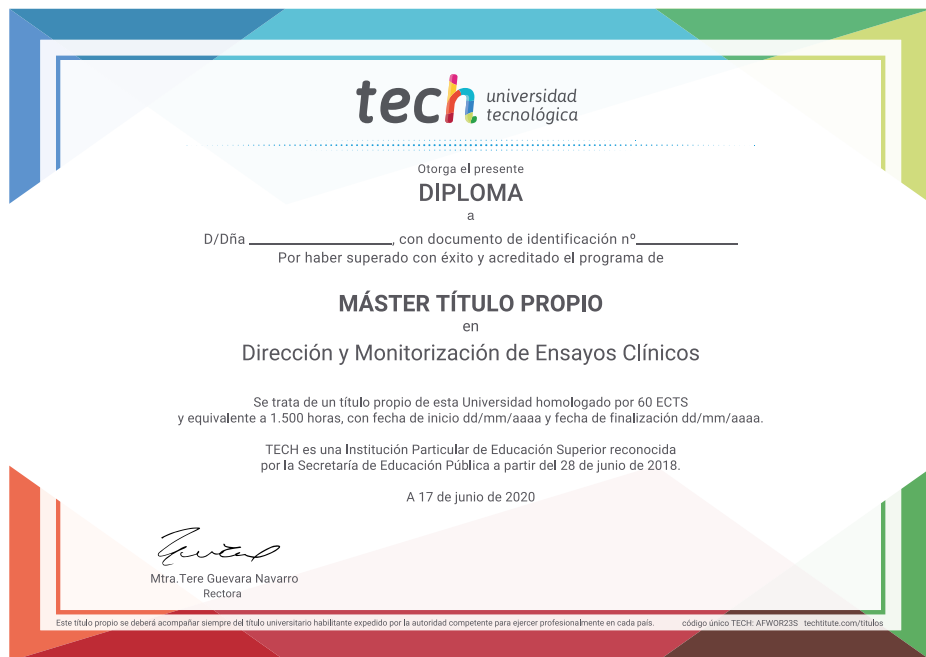 tech universidad
tecnológica
Otorga el presente
DIPLOMA
a
D/Dña ______________, con documento de identificación nº____________
Por haber superado con éxito y acreditado el programa de
MÁSTER TÍTULO PROPIO
en
Dirección y Monitorización de Ensayos Clínicos
Se trata de un título propio de esta Universidad homologado por 60 ECTS
y equivalente a 1.500 horas, con fecha de inicio dd/mm/aaaa y fecha de finalización dd/mm/aaaa.
TECH es una Institución Particular de Educación Superior reconocida
por la Secretaría de Educación Pública a partir del 28 de junio de 2018.
A 17 de junio de 2020
Mtra.Tere Guevara Navarro
Rectora
Este título propio se deberá acompañar siempre del título universitario habilitante expedido por la autoridad competente para ejercer profesionalmente en cada país. código único TECH: AFWOR23S techtitute.com/titulos